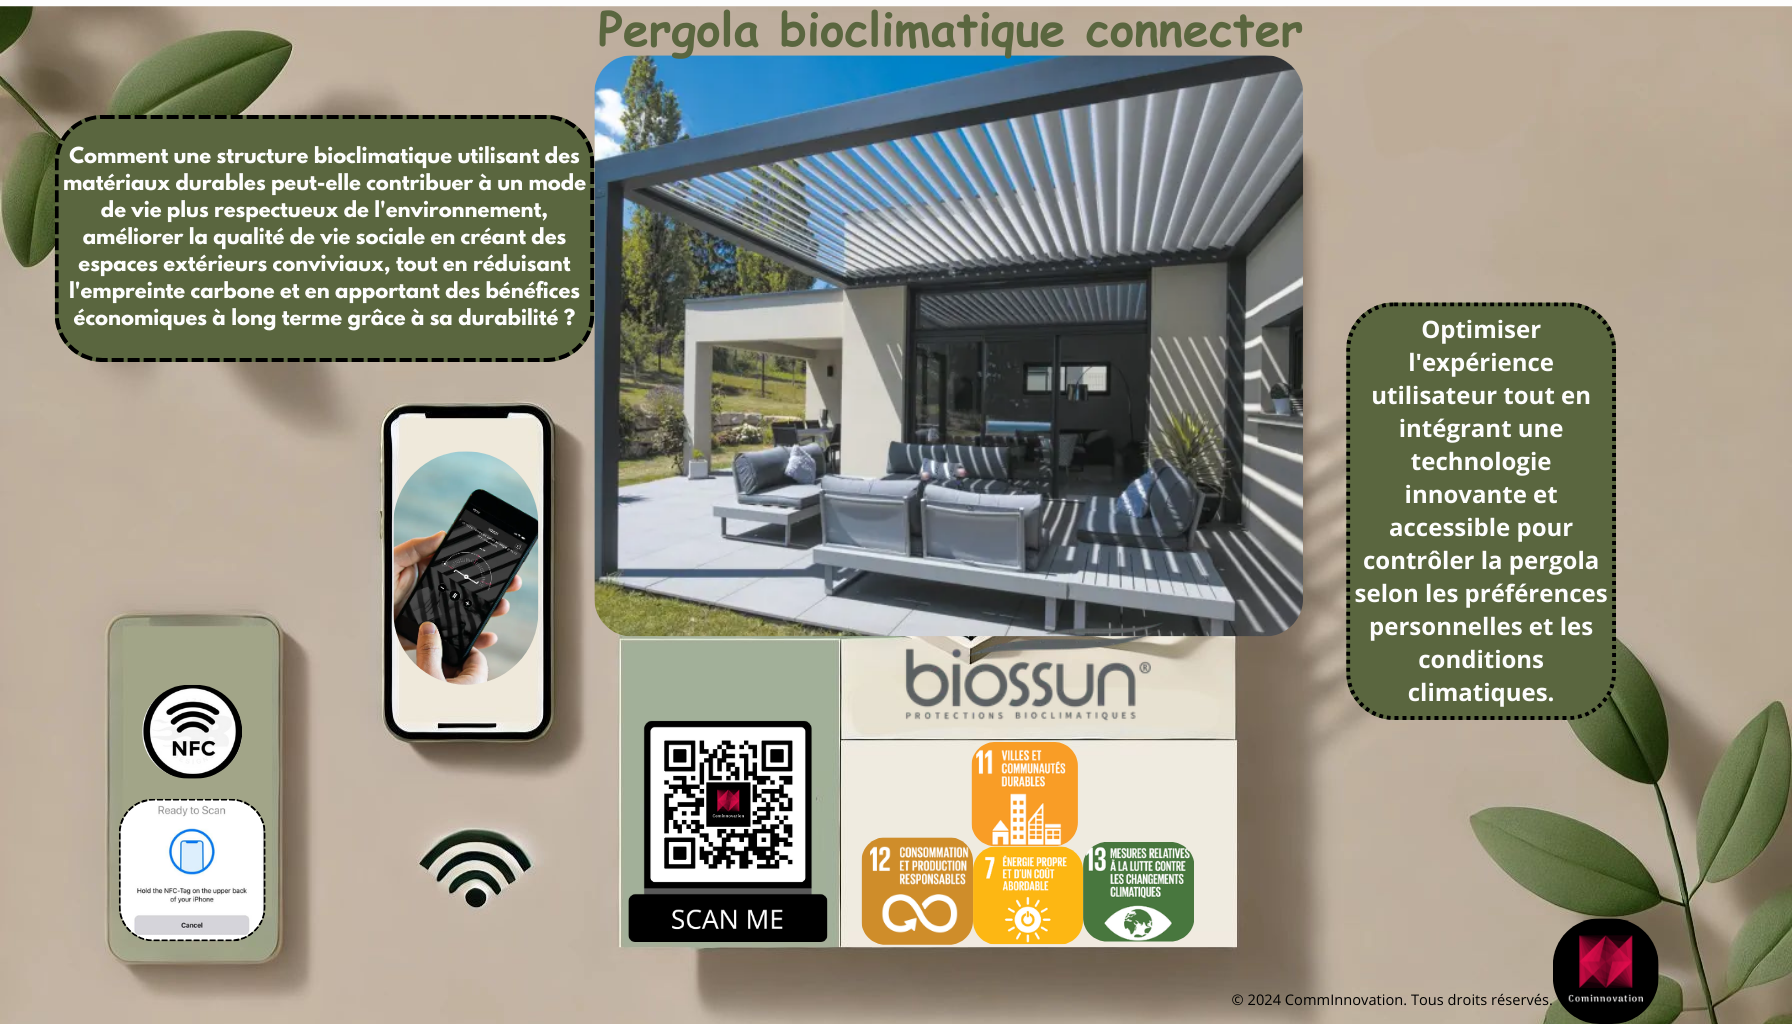 Pergola bioclimatique connecter
Comment une structure bioclimatique utilisant des
matériaux durables peut-elle contribuer à un mode
de vie plus respectueux de l'environnement,
améliorer la qualité de vie sociale en créant des
espaces extérieurs conviviaux, tout en réduisant
l'empreinte carbone et en apportant des bénéfices
économiques à long terme grâce à sa durabilité ?
Optimiser
l'expérience
utilisateur tout en
intégrant une
technologie
innovante et
accessible pour
contrôler la pergola
selon les préférences
personnelles et les
conditions
climatiques.
NFC
Ready to Scan
Hold the NFC-Tag on the upper back
of your iPhone
Cancel
biossun®
PROTECTIONS BIOCLIMATIQUES
Cominnovation
SCAN ME
11 VILLES ET
COMMUNAUTÉS
DURABLES
12 CONSOMMATION
ET PRODUCTION
RESPONSABLES
7 ÉNERGIE PROPRE
ET D'UN COÛT
ABORDABLE
13 MESURES RELATIVES
À LA LUTTE CONTRE
LES CHANGEMENTS
CLIMATIQUES
© 2024 CommInnovation. Tous droits réservés.
Cominnovation